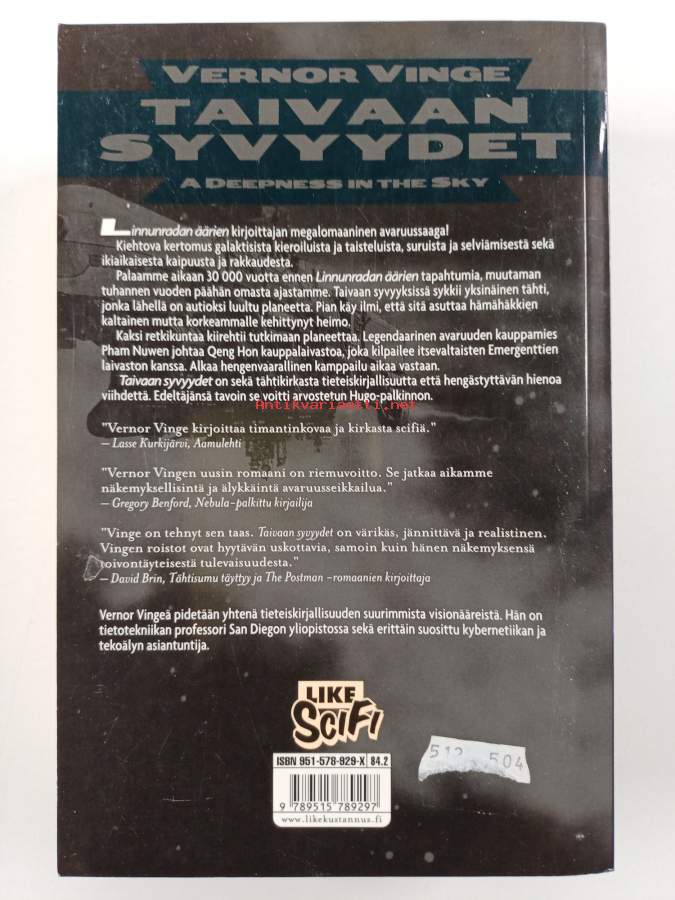 VERNOR VINGE
TAIVAAN
SYVYYDET
A DEEPNESS IN THE SKY
Linnunradan äärien kirjoittajan megalomaaninen avaruussaaga!
Kiehtova kertomus galaktisista kieroiluista ja taisteluista, suruista ja selviämisestä sekä
ikiaikaisesta kaipuusta ja rakkaudesta.
Palaamme aikaan 30 000 vuotta ennen Linnunradan äärien tapahtumia, muutaman
tuhannen vuoden päähän omasta ajastamme. Taivaan syvyyksissä sykkii yksinäinen tähti,
jonka lähellä on autioksi luultu planeetta. Pian käy ilmi, että sitä asuttaa hämähäkkien
kaltainen mutta korkeammalle kehittynyt heimo.
Kaksi retkikuntaa kiirehtii tutkimaan planeettaa. Legendaarinen avaruuden kauppamies
Pham Nuwen johtaa Qeng Hon kauppalaivastoa, joka kilpailee itsevaltaisten Emergenttien
laivaston kanssa. Alkaa hengenvaarallinen kamppailu aikaa vastaan.
Taivaan syvyydet on sekä tähtikirkasta tieteiskirjallisuutta että hengästyttävän hienoa
viihdettä. Edeltäjänsä tavoin se voitti arvostetun Hugo-palkinnon.
Antikvariaatti.net
"Vernor Vinge kirjoittaa timantinkovaa ja kirkasta scifiä."
– Lasse Kurkijärvi, Aamulehti
"Vernor Vingen uusin romaani on riemuvoitto. Se jatkaa aikamme
näkemyksellisintä ja älykkäintä avaruusseikkailua."
– Gregory Benford, Nebula-palkittu kirjailija
"Vinge on tehnyt sen taas. Taivaan syvyydet on värikäs, jännittävä ja realistinen.
Vingen roistot ovat hyytävän uskottavia, samoin kuin hänen näkemyksensä
toivontäyteisestä tulevaisuudesta."
– David Brin, Tähtisumu täyttyy ja The Postman -romaanien kirjoittaja
Vernor Vingeä pidetään yhtenä tieteiskirjallisuuden suurimmista visionääreistä. Hän on
tietotekniikan professori San Diegon yliopistossa sekä erittäin suosittu kybernetiikan ja
tekoälyn asiantuntija.
LIKE
SCIFI
ISBN 951-578-929-X 84.2
9 789515 789297
www.likekustannus.fi
504